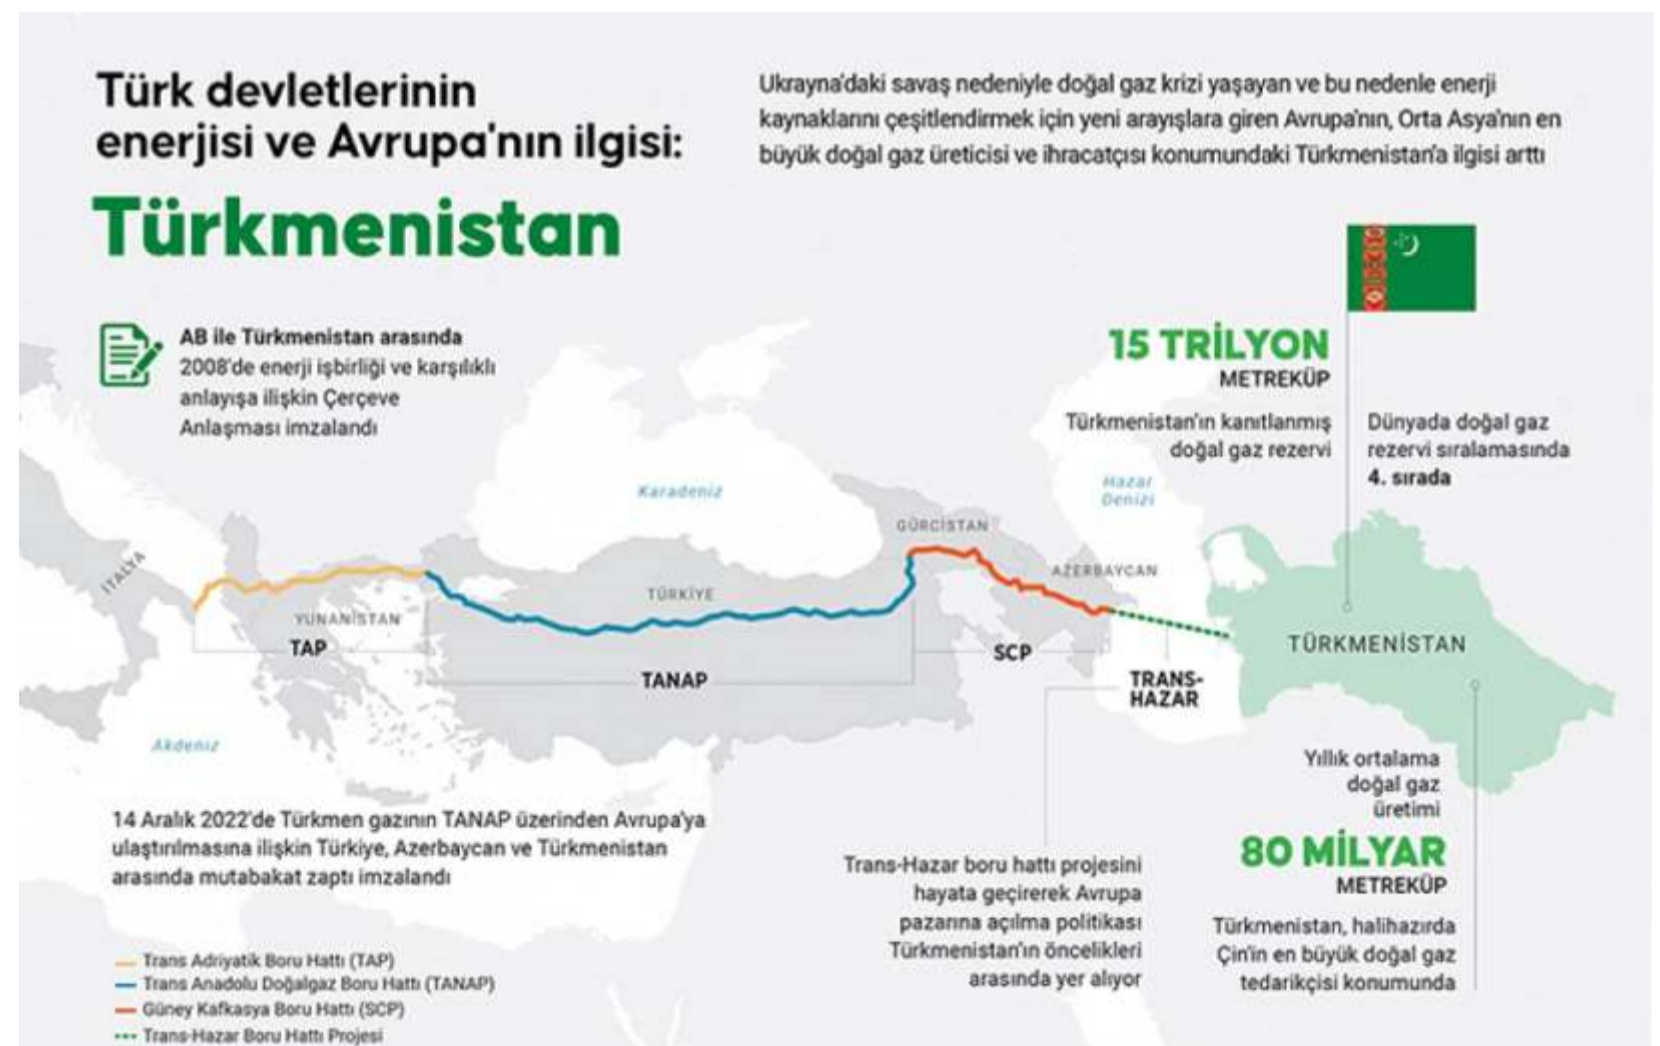 Türk devletlerinin
enerjisi ve Avrupa'nın ilgisi:
Türkmenistan
Ukrayna'daki savaş nedeniyle doğal gaz krizi yaşayan ve bu nedenle enerji
kaynaklarını çeşitlendirmek için yeni arayışlara giren Avrupa'nın, Orta Asya'nın en
büyük doğal gaz üreticisi ve ihracatçısı konumundaki Türkmenistan'a ilgisi arttı
AB ile Türkmenistan arasında
2008'de enerji işbirliği ve karşılıklı
anlayışa ilişkin Çerçeve
Anlaşması imzalandı
15 TRİLYON
METREKÜP
Türkmenistan'ın kanıtlanmış
doğal gaz rezervi
Dünyada doğal gaz
rezervi sıralamasında
4. sırada
Karadeniz
Hazar
Denizi
GÜRCİSTAN
AZERBAYCAN
İTALYA
TÜRKİYE
YUNANİSTAN
TÜRKMENİSTAN
TAP
TANAP
SCP
TRANS-
HAZAR
Akdeniz
14 Aralık 2022'de Türkmen gazının TANAP üzerinden Avrupa'ya
ulaştırılmasına ilişkin Türkiye, Azerbaycan ve Türkmenistan
arasında mutabakat zaptı imzalandı
Trans-Hazar boru hattı projesini
hayata geçirerek Avrupa
pazarına açılma politikası
Türkmenistan'ın öncelikleri
arasında yer alıyor
Yıllık ortalama
doğal gaz
üretimi
80 MİLYAR
METREKÜP
Türkmenistan, halihazırda
Çin'in en büyük doğal gaz
tedarikçisi konumunda
Trans Adriyatik Boru Hattı (TAP)
Trans Anadolu Doğalgaz Boru Hattı (TANAP)
Güney Kafkasya Boru Hattı (SCP)
Trans-Hazar Boru Hattı Projesi